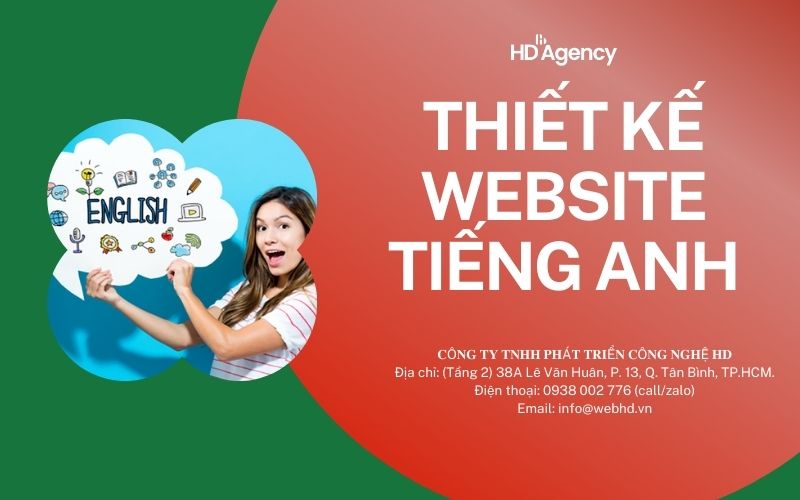 HD Agency
THIẾT KẾ
WEBSITE
TIẾNG ANH
ENGLISH
CÔNG TY TNHH PHÁT TRIỂN CÔNG NGHỆ HD
Địa chỉ: (Tầng 2) 38A Lê Văn Huân, P. 13, Q. Tân Bình, TP.HCM.
Điện thoại: 0938 002 776 (call/zalo)
Email: info@webhd.vn